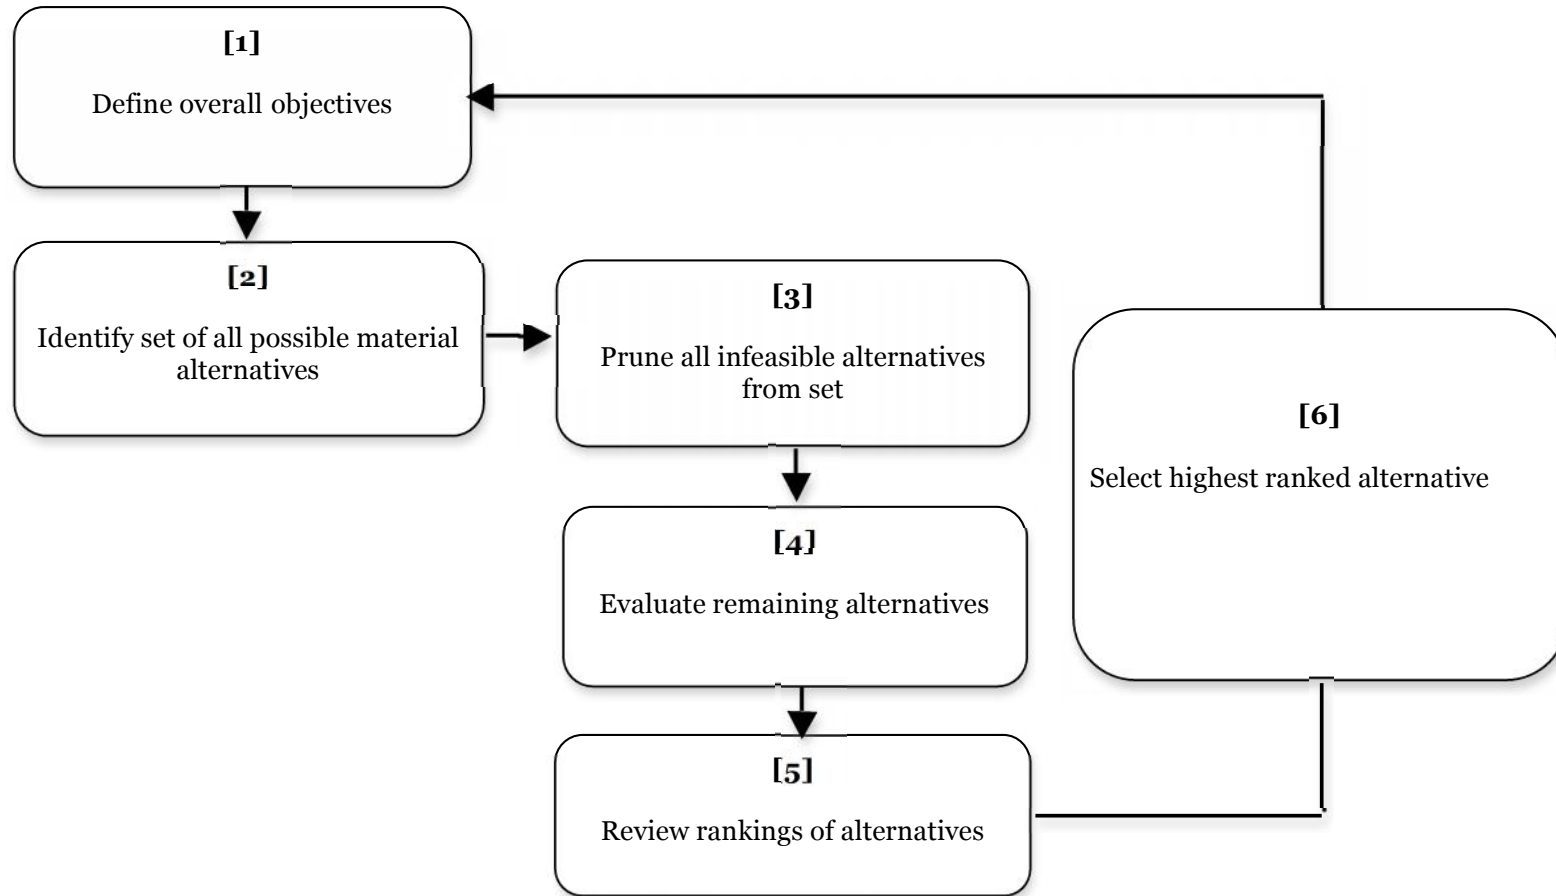 [1]
Define overall objectives
[2]
Identify set of all possible material
alternatives
[3]
Prune all infeasible alternatives
from set
[4]
Evaluate remaining alternatives
[5]
Review rankings of alternatives
[6]
Select highest ranked alternative